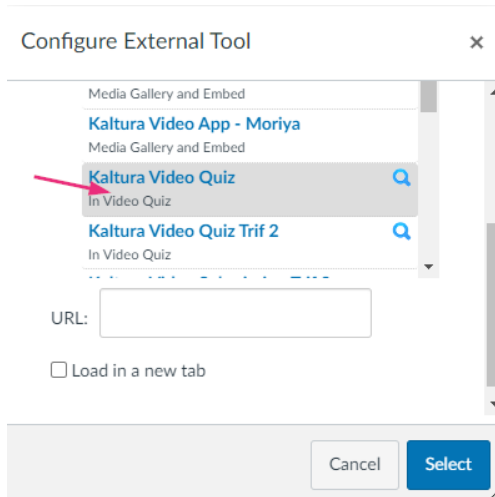 Configure External Tool
Media Gallery and Embed
Kaltura Video App - Moriya
Media Gallery and Embed
Kaltura Video Quiz
In Video Quiz
Kaltura Video Quiz Trif 2
In Video Quiz
URL:
Load in a new tab
Cancel
Select